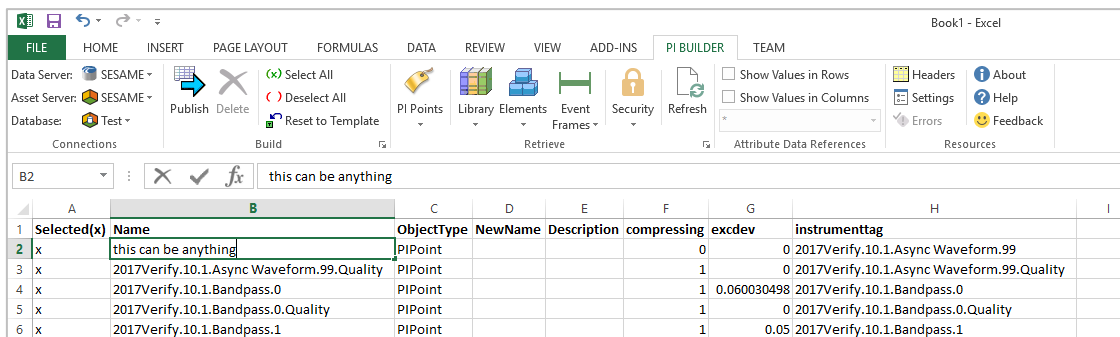 Book1 - Excel
FILE HOME INSERT PAGE LAYOUT FORMULAS DATA REVIEW VIEW ADD-INS PI BUILDER TEAM
Data Server: SESAME
Asset Server: SESAME
Database: Test
Connections
Publish Delete
(x) Select All
( ) Deselect All
Reset to Template
Build
PI Points Library Elements Event Frames Security Refresh
Retrieve
Show Values in Rows
Show Values in Columns
*
Attribute Data References
Headers
Settings
Errors
About
Help
Feedback
Resources
B2 fx this can be anything
A B C D E F G H I
1 Selected(x) Name ObjectType NewName Description compressing excdev instrumenttag
2 x this can be anything PIPoint 0 0 2017Verify.10.1.Async Waveform.99
3 x 2017Verify.10.1.Async Waveform.99.Quality PIPoint 1 0 2017Verify.10.1.Async Waveform.99.Quality
4 x 2017Verify.10.1.Bandpass.0 PIPoint 1 0.060030498 2017Verify.10.1.Bandpass.0
5 x 2017Verify.10.1.Bandpass.0.Quality PIPoint 1 0 2017Verify.10.1.Bandpass.0.Quality
6 x 2017Verify.10.1.Bandpass.1 PIPoint 1 0.05 2017Verify.10.1.Bandpass.1